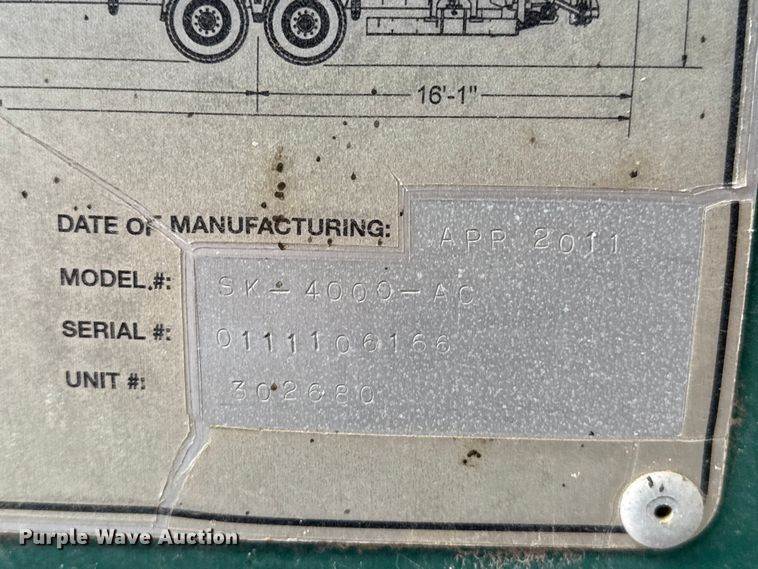 16'-1"
DATE OF MANUFACTURING: APR 2011
MODEL #: SK-4000-AC
SERIAL #: 0111106166
UNIT #: 302680
Purple Wave Auction